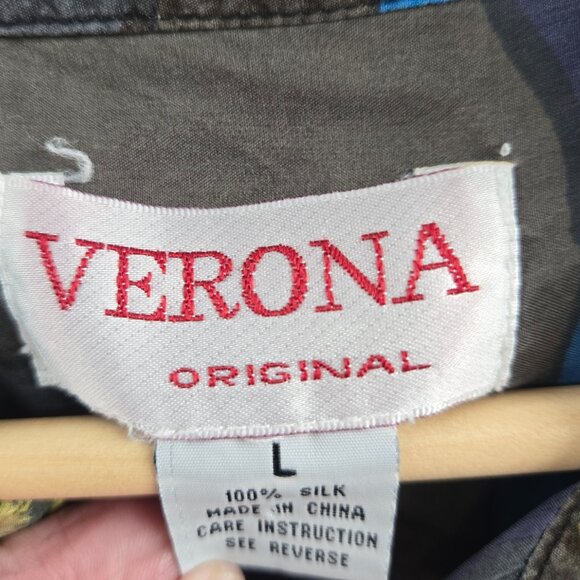 VERONA
ORIGINAL
L
100% SILK
MADE IN CHINA
CARE INSTRUCTION
SEE REVERSE